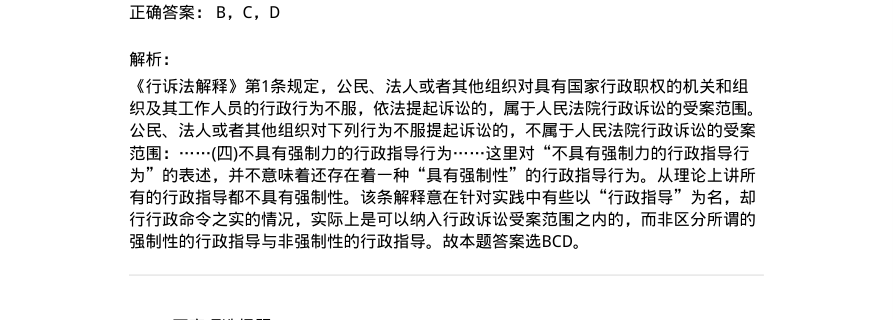 正确答案： B，C，D
解析：
《行诉法解释》第1条规定，公民、法人或者其他组织对具有国家行政职权的机关和组
织及其工作人员的行政行为不服，依法提起诉讼的，属于人民法院行政诉讼的受案范围。
公民、法人或者其他组织对下列行为不服提起诉讼的，不属于人民法院行政诉讼的受案
范围：……(四)不具有强制力的行政指导行为……这里对“不具有强制力的行政指导行
为”的表述，并不意味着还存在着一种“具有强制性”的行政指导行为。从理论上讲所
有的行政指导都不具有强制性。该条解释意在针对实践中有些以“行政指导”为名，却
行行政命令之实的情况，实际上是可以纳入行政诉讼受案范围之内的，而非区分所谓的
强制性的行政指导与非强制性的行政指导。故本题答案选BCD。